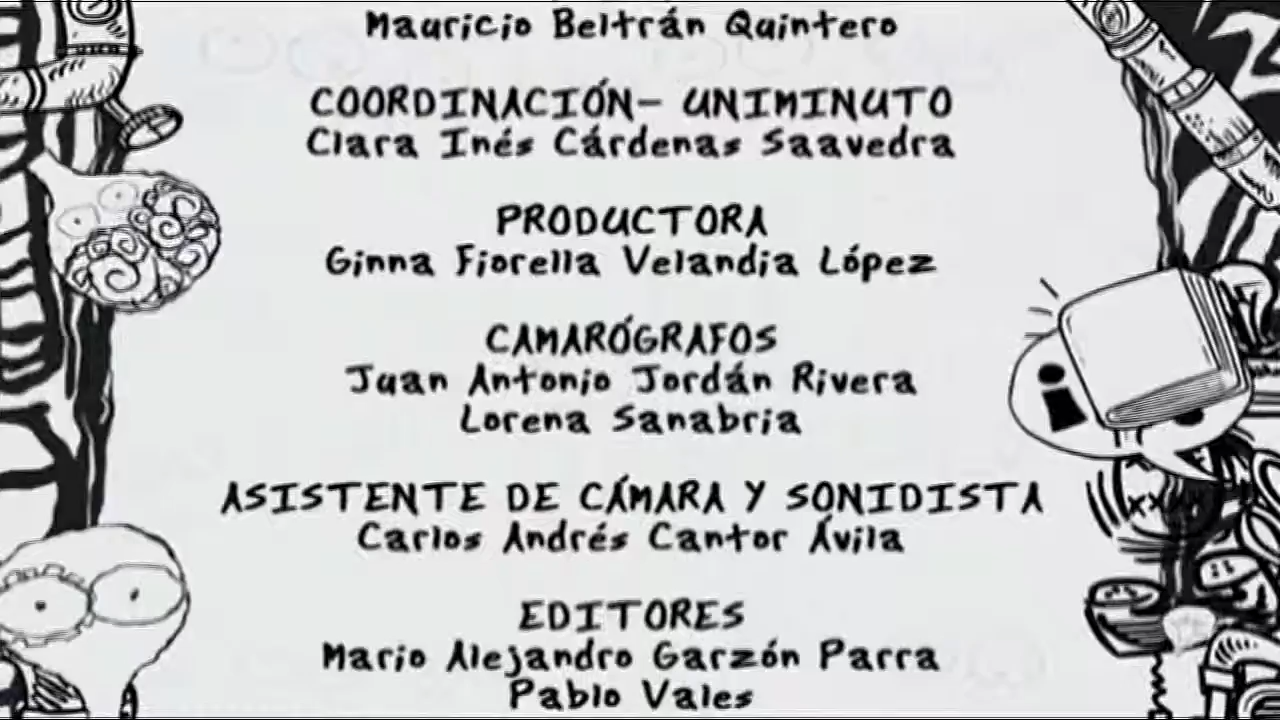 Mauricio Beltrán Quintero
COORDINACIÓN- UNIMINUTO
Clara Inés Cárdenas Saavedra
PRODUCTORA
Ginna Fiorella Velandia López
CAMARÓGRAFOS
Juan Antonio Jordán Rivera
Lorena Sanabria
ASISTENTE DE CÁMARA Y SONIDISTA
Carlos Andrés Cantor Ávila
EDITORES
Mario Alejandro Garzón Parra
Pablo Vales